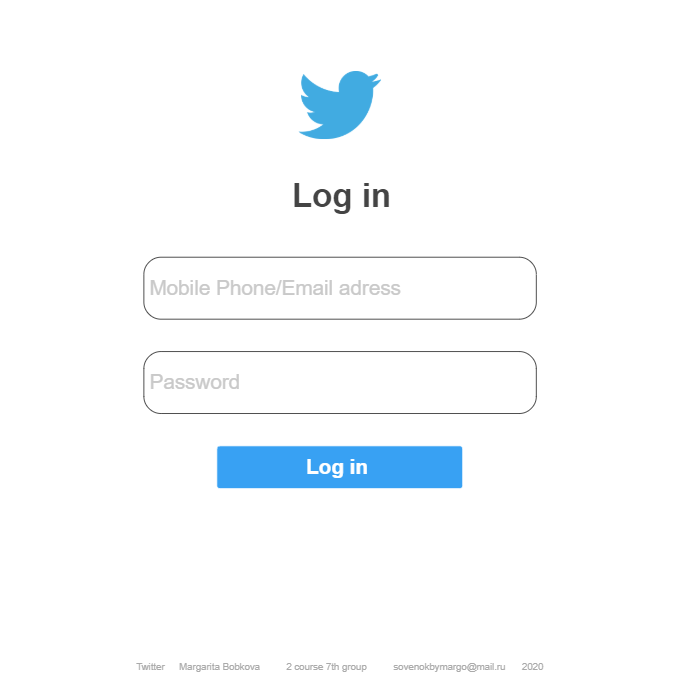 Log in
Mobile Phone/Email adress
Password
Log in
Twitter Margarita Bobkova 2 course 7th group sovenokbymargo@mail.ru 2020